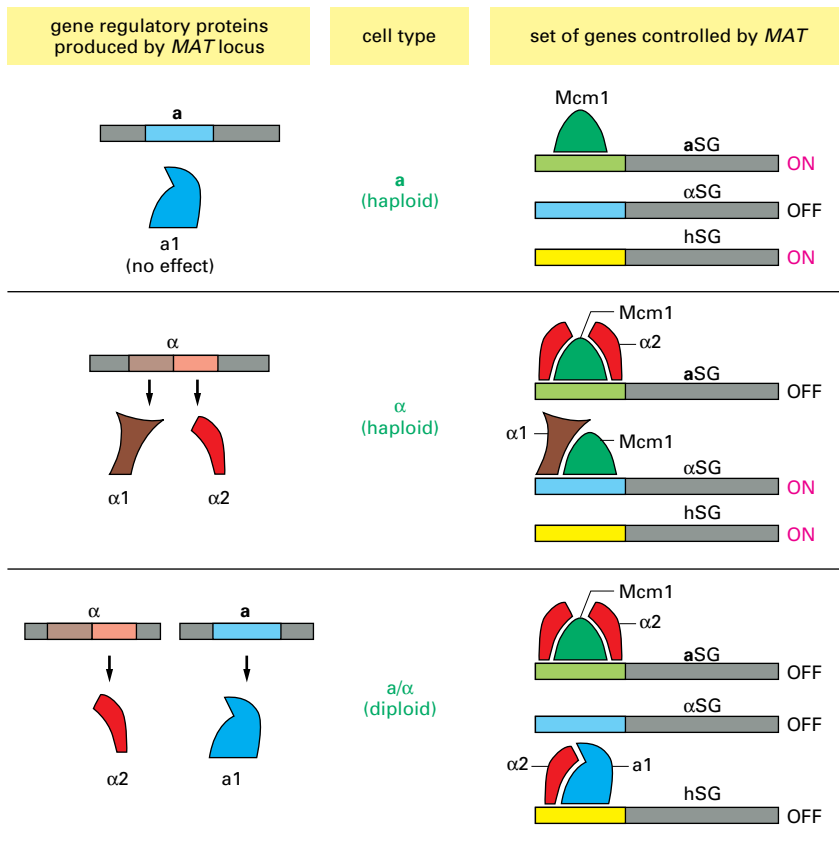 gene regulatory proteins
produced by MAT locus
cell type
set of genes controlled by MAT
a
a1
(no effect)
a
(haploid)
Mcm1
aSG
ON
αSG
OFF
hSG
ON
α
α1
α2
α
(haploid)
Mcm1
α2
aSG
OFF
α1
Mcm1
αSG
ON
hSG
ON
α
a
α2
a1
a/α
(diploid)
Mcm1
α2
aSG
OFF
αSG
OFF
α2
a1
hSG
OFF